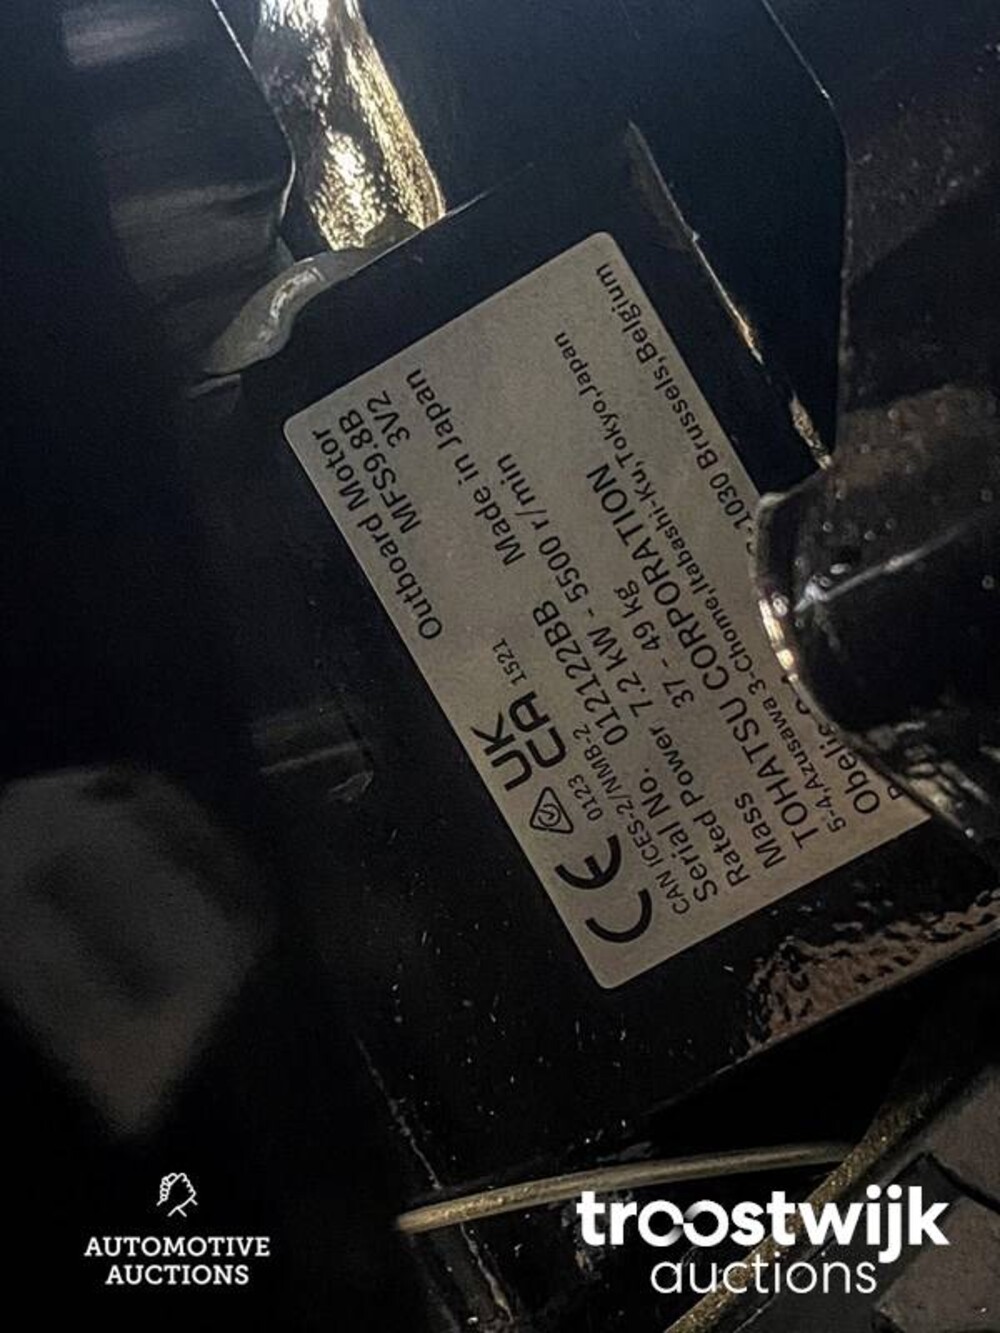 Outboard Motor
MFS9.8B
3V2
Made in Japan
UK
CA 1521
CE 0123
CAN ICES-2/NMB-2
Serial No. 012122BB
Rated Power 7.2 kW - 5500 r/min
Mass 37 - 49 kg
TOHATSU CORPORATION
5-4,Azusawa 3-Chome,Itabashi-Ku,Tokyo,Japan
1030 Brussels,Belgium
AUTOMOTIVE
AUCTIONS
troostwijk
auctions